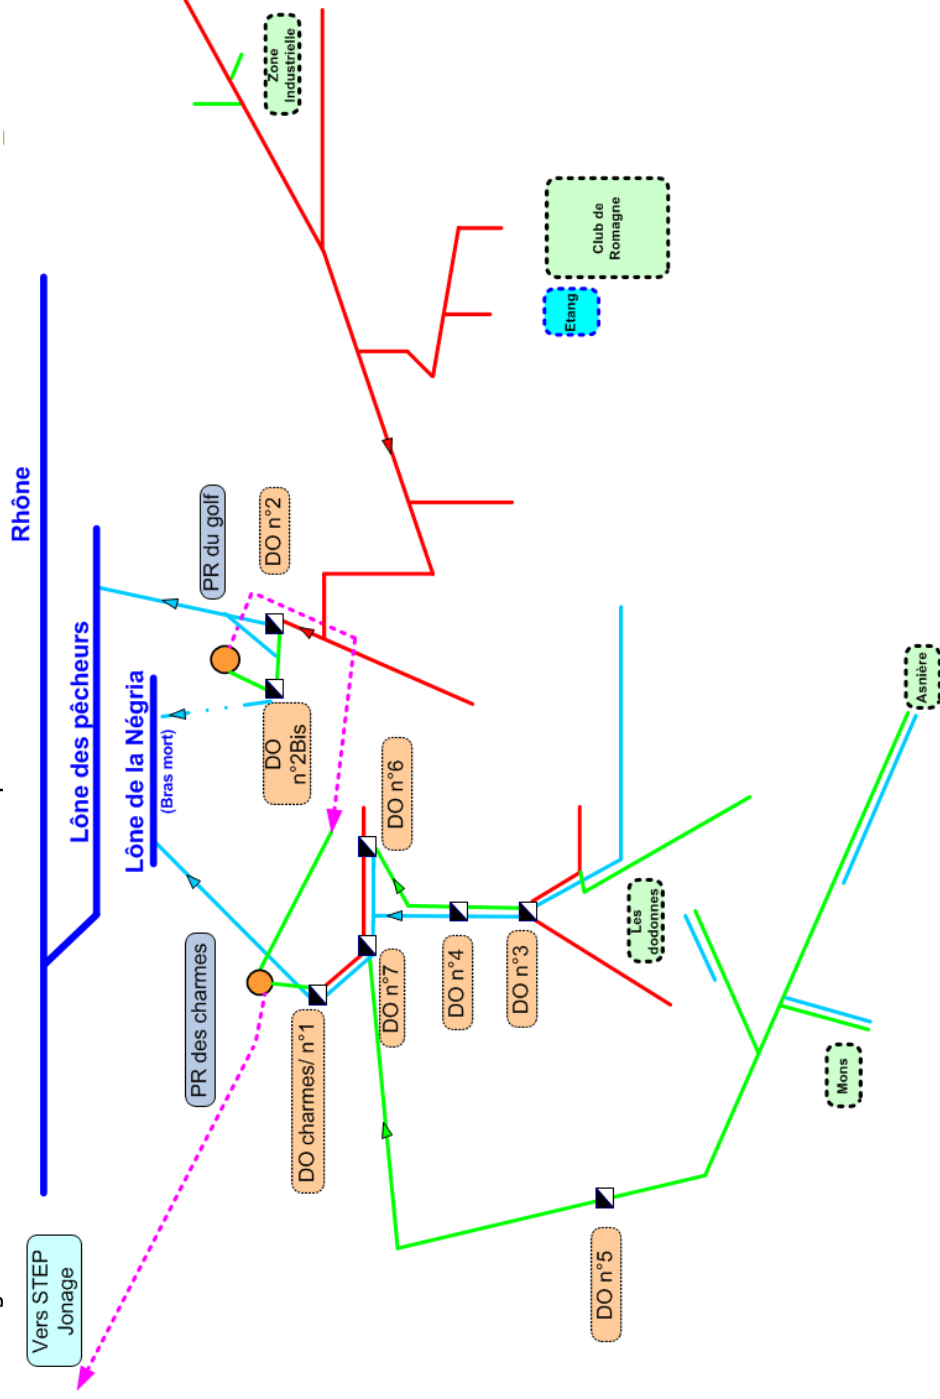 Vers STEP
Jonage
Rhône
Lône des pêcheurs
Lône de la Négria
(Bras mort)
PR des charmes
PR du golf
DO charmes/ n°1
DO
n°2Bis
DO n°2
Zone
Industrielle
DO n°7
DO n°6
DO n°4
DO n°3
DO n°5
Les
dodonnes
Etang
Club de
Romagne
Mons
Asnière